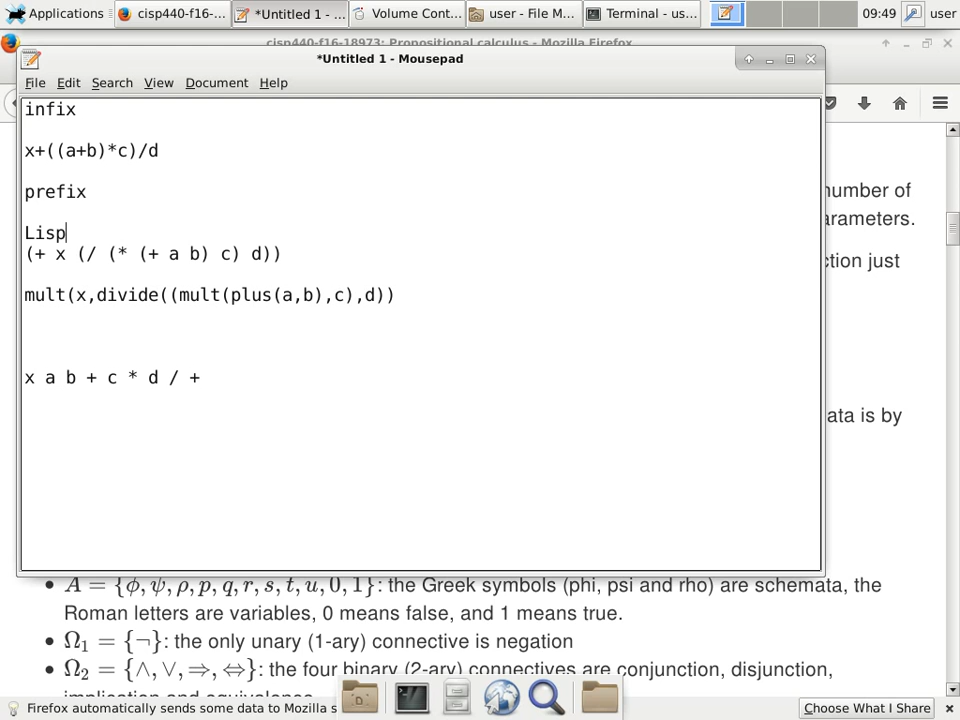 Applications
cisp440-f16-...
*Untitled 1 - ...
Volume Cont...
user - File M...
Terminal - us...
09:49
user
cisp440-f16-18973: Propositional calculus - Mozilla Firefox
*Untitled 1 - Mousepad
File Edit Search View Document Help
infix
x+((a+b)*c)/d
prefix
Lisp
(+ x (/ (* (+ a b) c) d))
mult(x,divide((mult(plus(a,b),c),d))
x a b + c * d / +
number of
arameters.
ction just
ata is by
• A = {ϕ, ψ, ρ, p, q, r, s, t, u, 0, 1}: the Greek symbols (phi, psi and rho) are schemata, the
Roman letters are variables, 0 means false, and 1 means true.
• Ω₁ = {¬}: the only unary (1-ary) connective is negation
• Ω₂ = {∧, ∨, ⇒, ⇔}: the four binary (2-ary) connectives are conjunction, disjunction,
implication and equivalence
Firefox automatically sends some data to Mozilla s
Choose What I Share